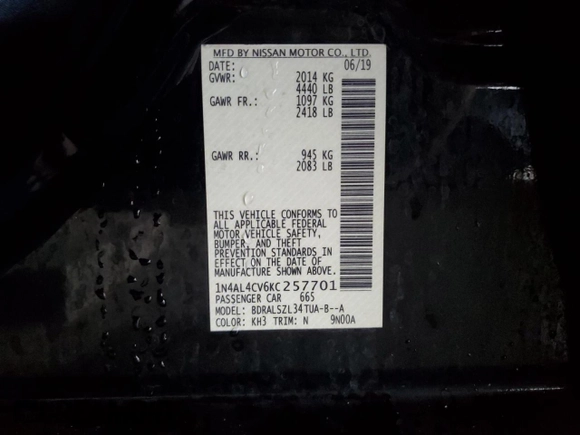 MFD BY NISSAN MOTOR CO., LTD.
DATE: 06/19
GVWR: 2014 KG
4440 LB
GAWR FR.: 1097 KG
2418 LB
GAWR RR.: 945 KG
2083 LB
THIS VEHICLE CONFORMS TO
ALL APPLICABLE FEDERAL
MOTOR VEHICLE SAFETY,
BUMPER, AND THEFT
PREVENTION STANDARDS IN
EFFECT ON THE DATE OF
MANUFACTURE SHOWN ABOVE.
1N4AL4CV6KC257701
PASSENGER CAR 665
MODEL: BDRALSZL34TUA-B--A
COLOR: KH3 TRIM: N 9N00A